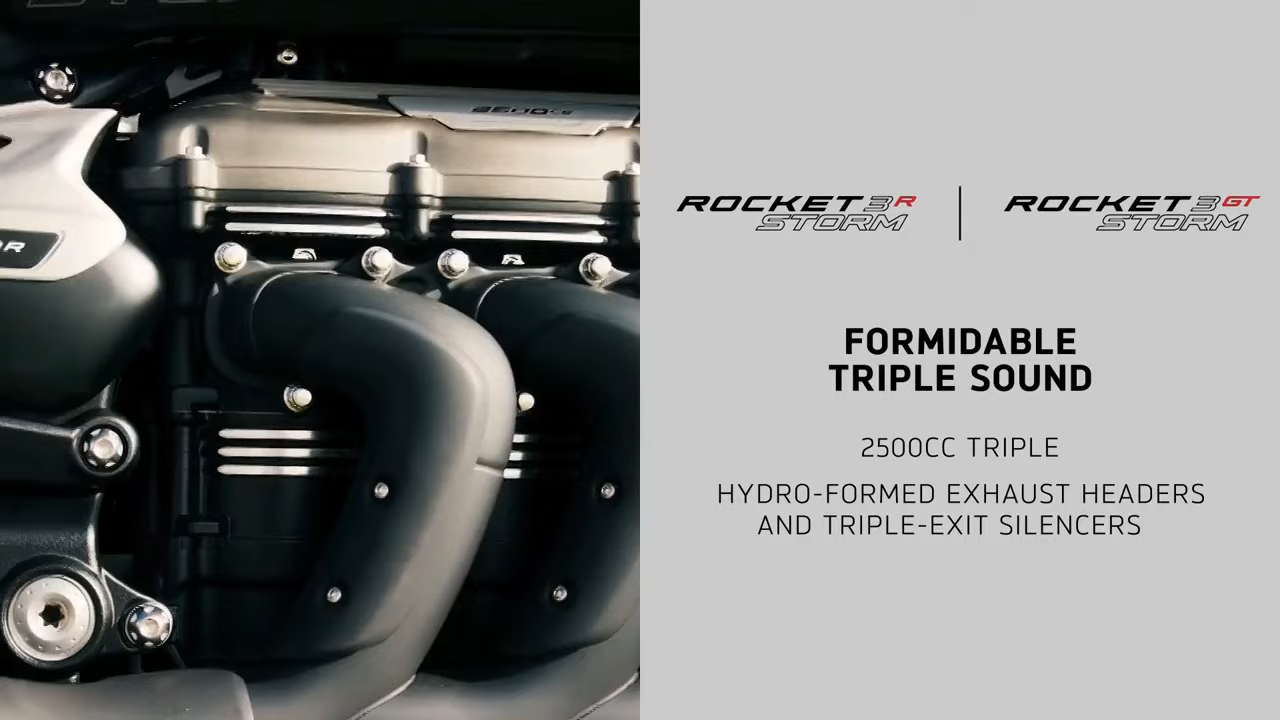 ROCKET 3 R
STORM
ROCKET 3 GT
STORM
FORMIDABLE
TRIPLE SOUND
2500CC TRIPLE
HYDRO-FORMED EXHAUST HEADERS
AND TRIPLE-EXIT SILENCERS